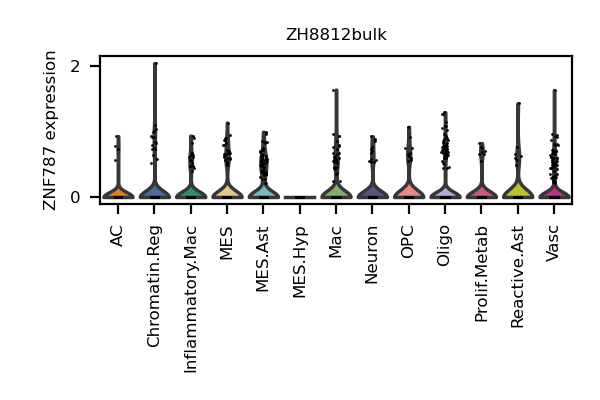 ZH8812bulk
ZNF787 expression
2
0
AC
Chromatin.Reg
Inflammatory.Mac
MES
MES.Ast
MES.Hyp
Mac
Neuron
OPC
Oligo
Prolif.Metab
Reactive.Ast
Vasc